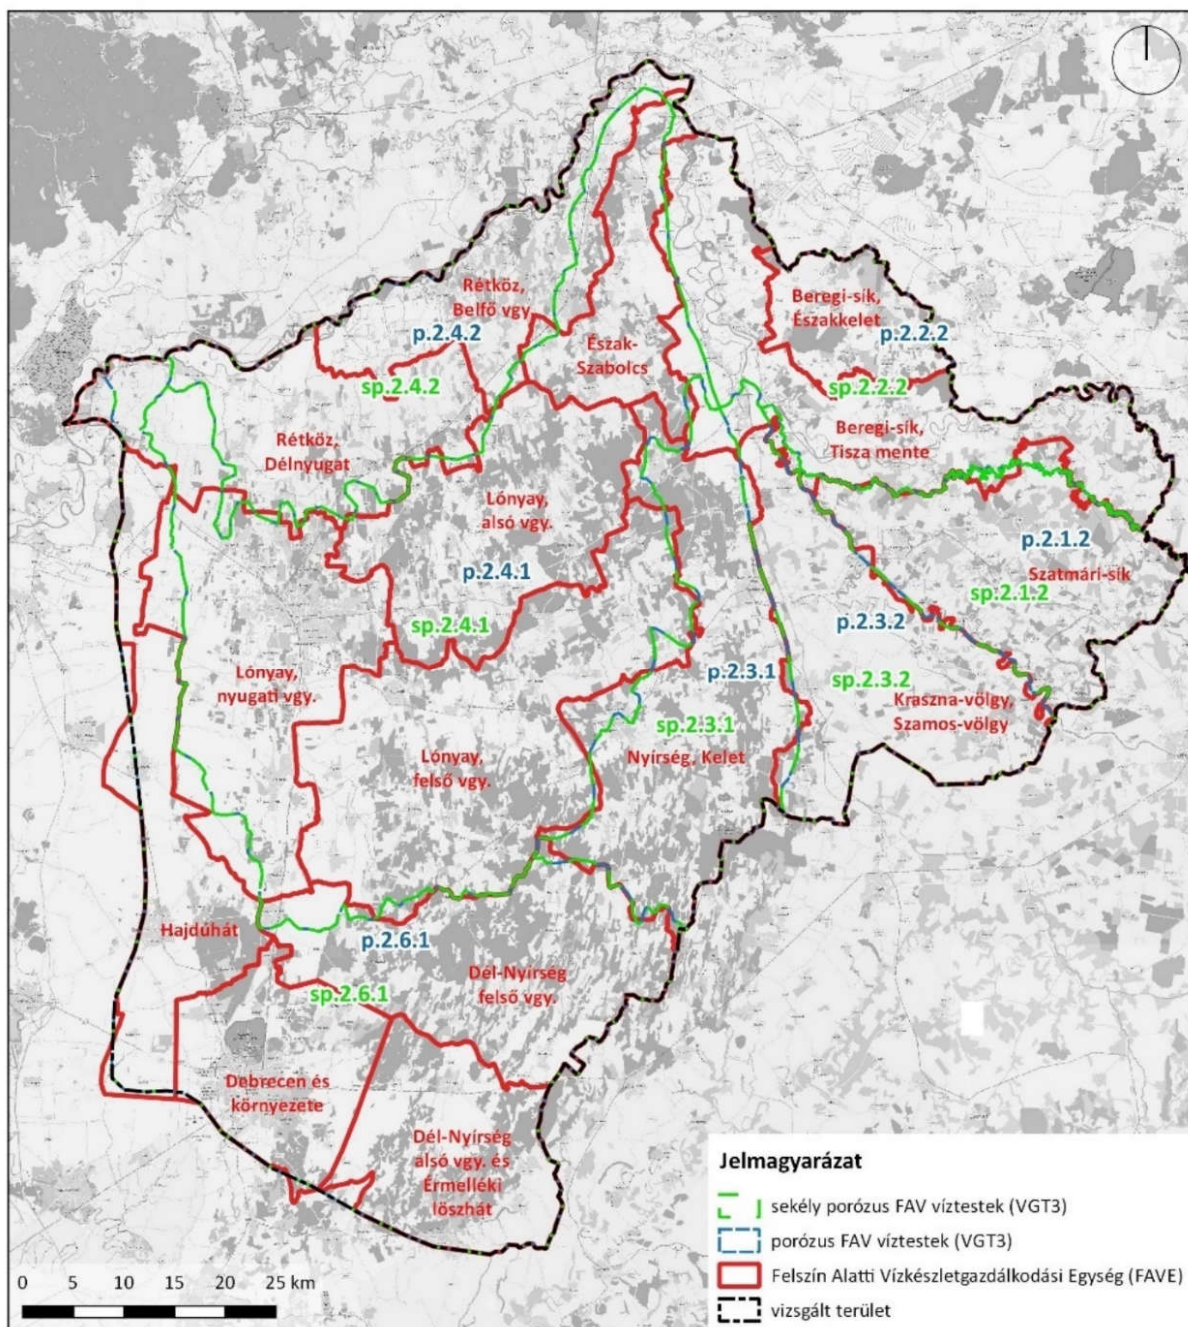 Rétköz,
Belfő vgy
p.2.4.2
Beregi-sík,
Északkelet
p.2.2.2
Észak-
Szabolcs
sp.2.4.2
sp.2.2.2
Beregi-sík,
Tisza mente
Rétköz,
Délnyugat
Lónyay,
alsó vgy.
p.2.4.1
sp.2.4.1
p.2.1.2
Szatmári-sík
sp.2.1.2
p.2.3.2
sp.2.3.2
Kraszna-völgy,
Szamos-völgy
Lónyay,
nyugati vgy.
p.2.3.1
sp.2.3.1
Nyírség, Kelet
Lónyay,
felső vgy.
Hajdúhát
p.2.6.1
sp.2.6.1
Dél-Nyírség
felső vgy.
Debrecen és
környezete
Dél-Nyírség
alsó vgy. és
Érmelléki
löszhát
Jelmagyarázat
sekély porózus FAV víztestek (VGT3)
porózus FAV víztestek (VGT3)
Felszín Alatti Vízkészletgazdálkodási Egység (FAVE)
vizsgált terület
0 5 10 15 20 25 km